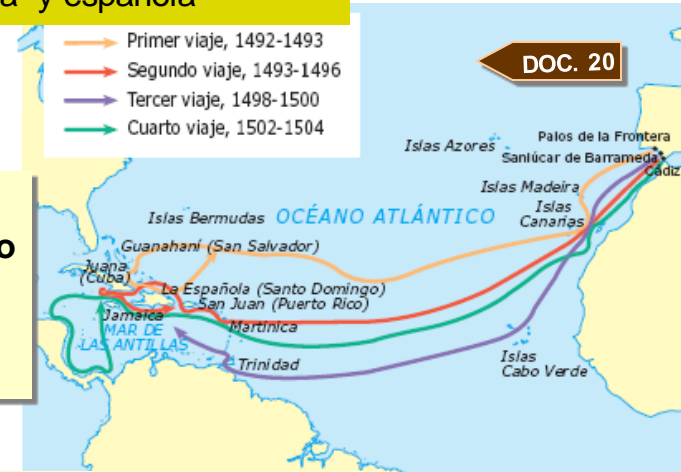 a y española
Primer viaje, 1492-1493
Segundo viaje, 1493-1496
Tercer viaje, 1498-1500
Cuarto viaje, 1502-1504
DOC. 20
o
Islas Azores
Palos de la Frontera
Sanlúcar de Barrameda
Cádiz
Islas Madeira
Islas
Canarias
Islas Bermudas
OCÉANO ATLÁNTICO
Guanahaní (San Salvador)
Juana
(Cuba)
La Española (Santo Domingo)
San Juan (Puerto Rico)
Jamaica
MAR DE
LAS ANTILLAS
Martinica
Trinidad
Islas
Cabo Verde